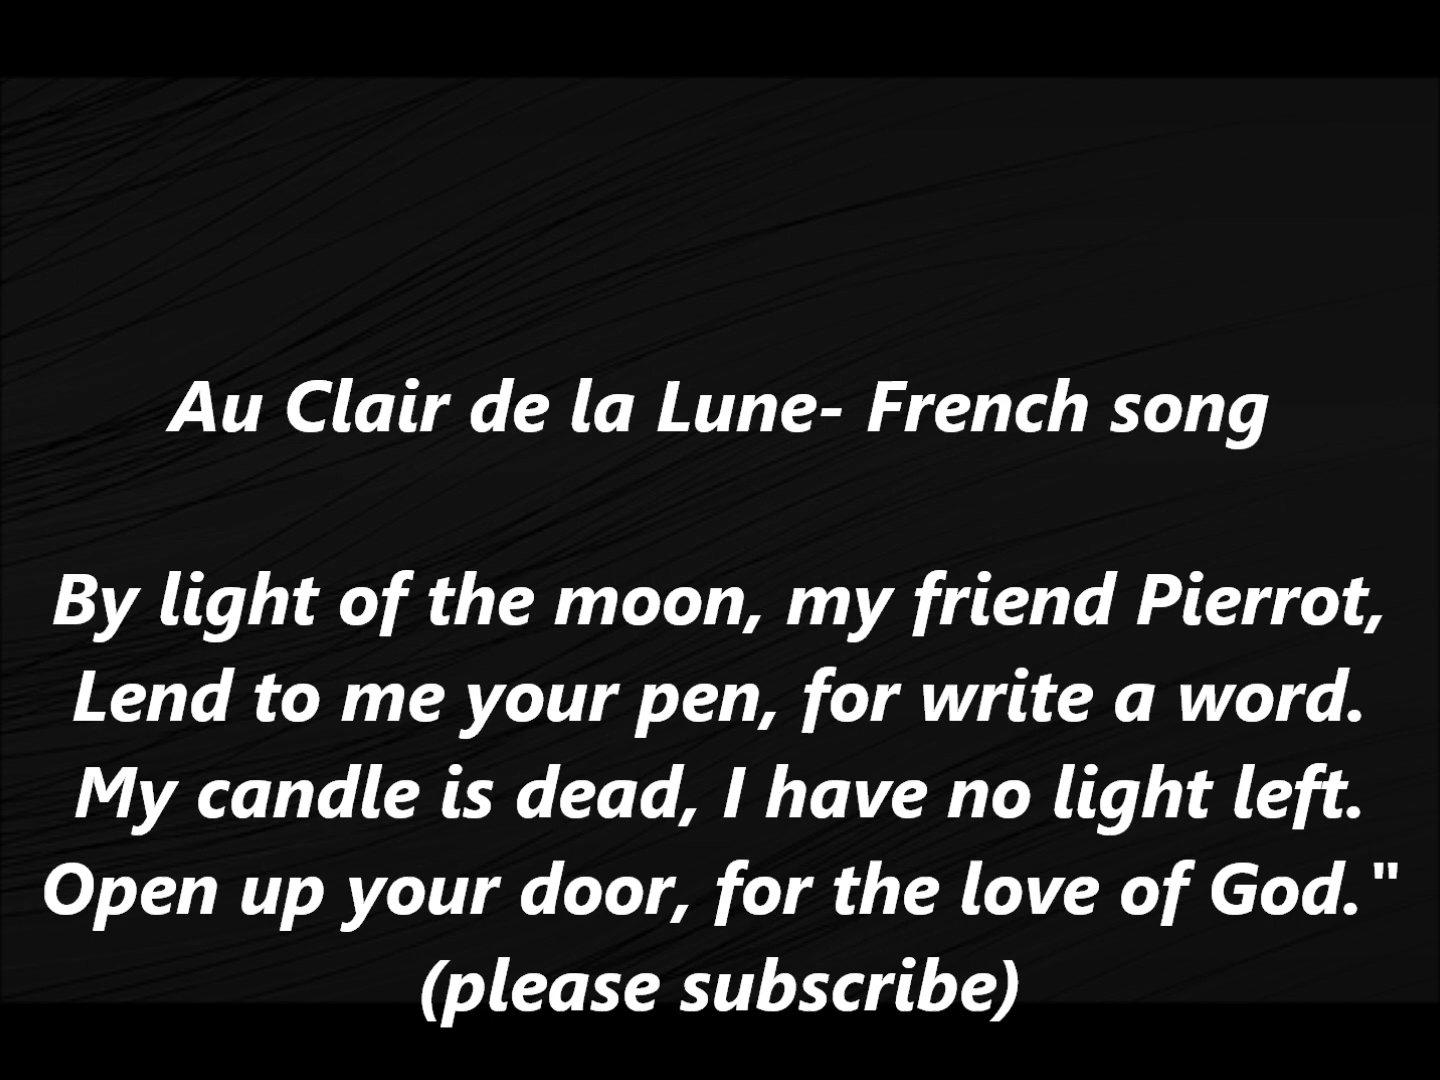 Au Clair de la Lune- French song
By light of the moon, my friend Pierrot,
Lend to me your pen, for write a word.
My candle is dead, I have no light left.
Open up your door, for the love of God."
(please subscribe)